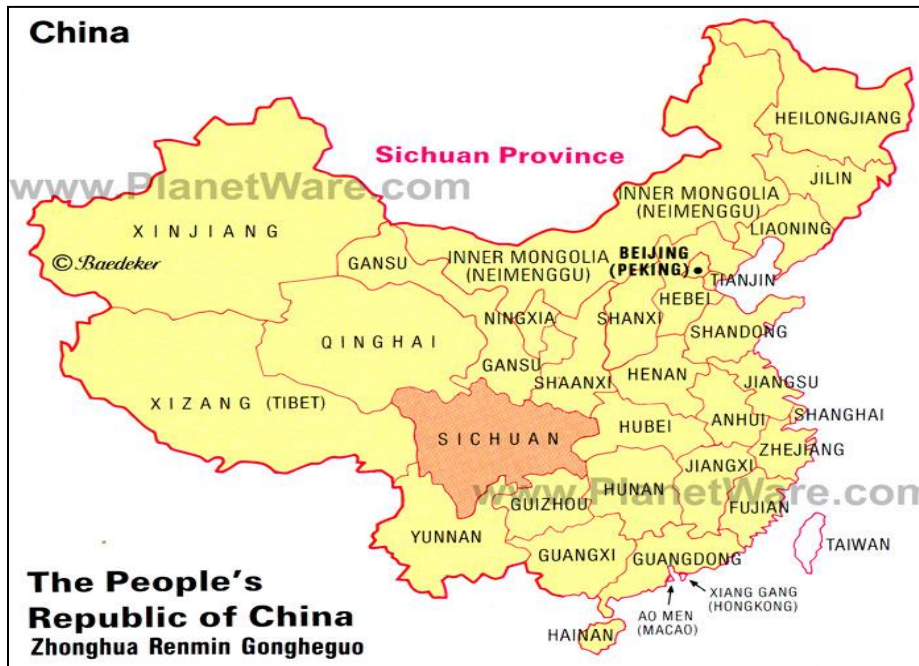 China
HEILONGJIANG
Sichuan Province
JILIN
www.PlanetWare.com
INNER MONGOLIA
(NEIMENGGU)
LIAONING
XINJIANG
© Baedeker
GANSU
INNER MONGOLIA
(NEIMENGGU)
BEIJING
(PEKING)
TIANJIN
HEBEI
NINGXIA
SHANXI
SHANDONG
QINGHAI
GANSU
SHAANXI
HENAN
JIANGSU
XIZANG (TIBET)
SHANGHAI
SICHUAN
HUBEI
ANHUI
ZHEJIANG
JIANGXI
www.PlanetWare.com
HUNAN
GUIZHOU
FUJIAN
YUNNAN
TAIWAN
GUANGXI
GUANGDONG
XIANG GANG
(HONGKONG)
AO MEN
(MACAO)
HAINAN
The People's
Republic of China
Zhonghua Renmin Gongheguo